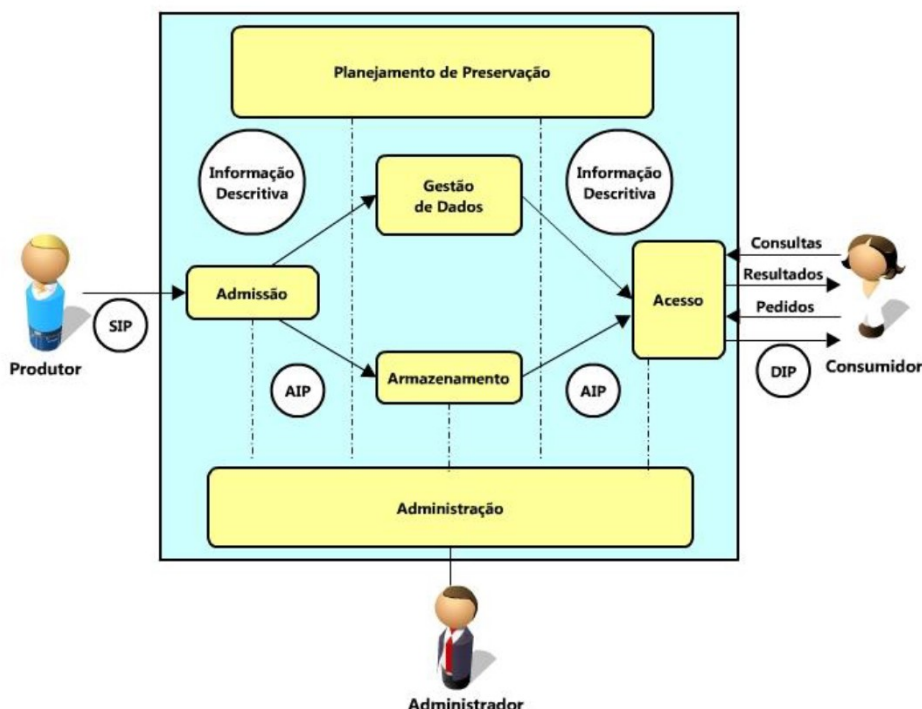 Planejamento de Preservação
Informação
Descritiva
Gestão
de Dados
Informação
Descritiva
Consultas
Resultados
Pedidos
Admissão
Acesso
SIP
Produtor
Consumidor
DIP
AIP
Armazenamento
AIP
Administração
Administrador